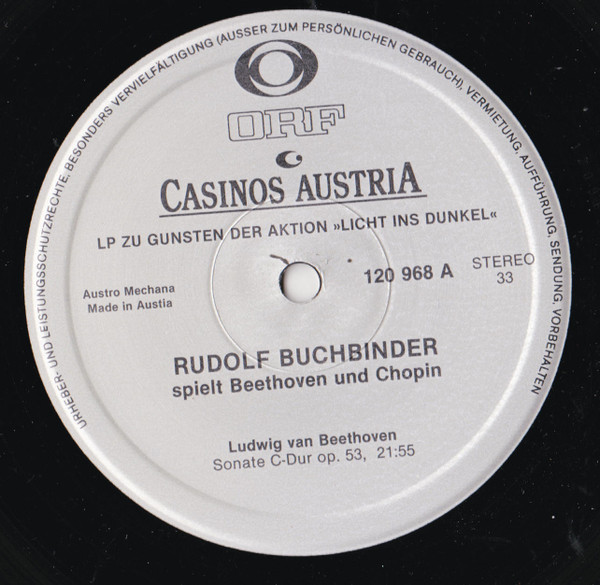 URHEBER- UND LEISTUNGSSCHUTZRECHTE, BESONDERS VERVIELFÄLTIGUNG (AUSSER ZUM PERSÖNLICHEN GEBRAUCH), VERMIETUNG, AUFFÜHRUNG, SENDUNG, VORBEHALTEN
ORF
CASINOS AUSTRIA
LP ZU GUNSTEN DER AKTION »LICHT INS DUNKEL«
120 968 A
STEREO
33
Austro Mechana
Made in Austia
RUDOLF BUCHBINDER
spielt Beethoven und Chopin
Ludwig van Beethoven
Sonate C-Dur op. 53, 21:55